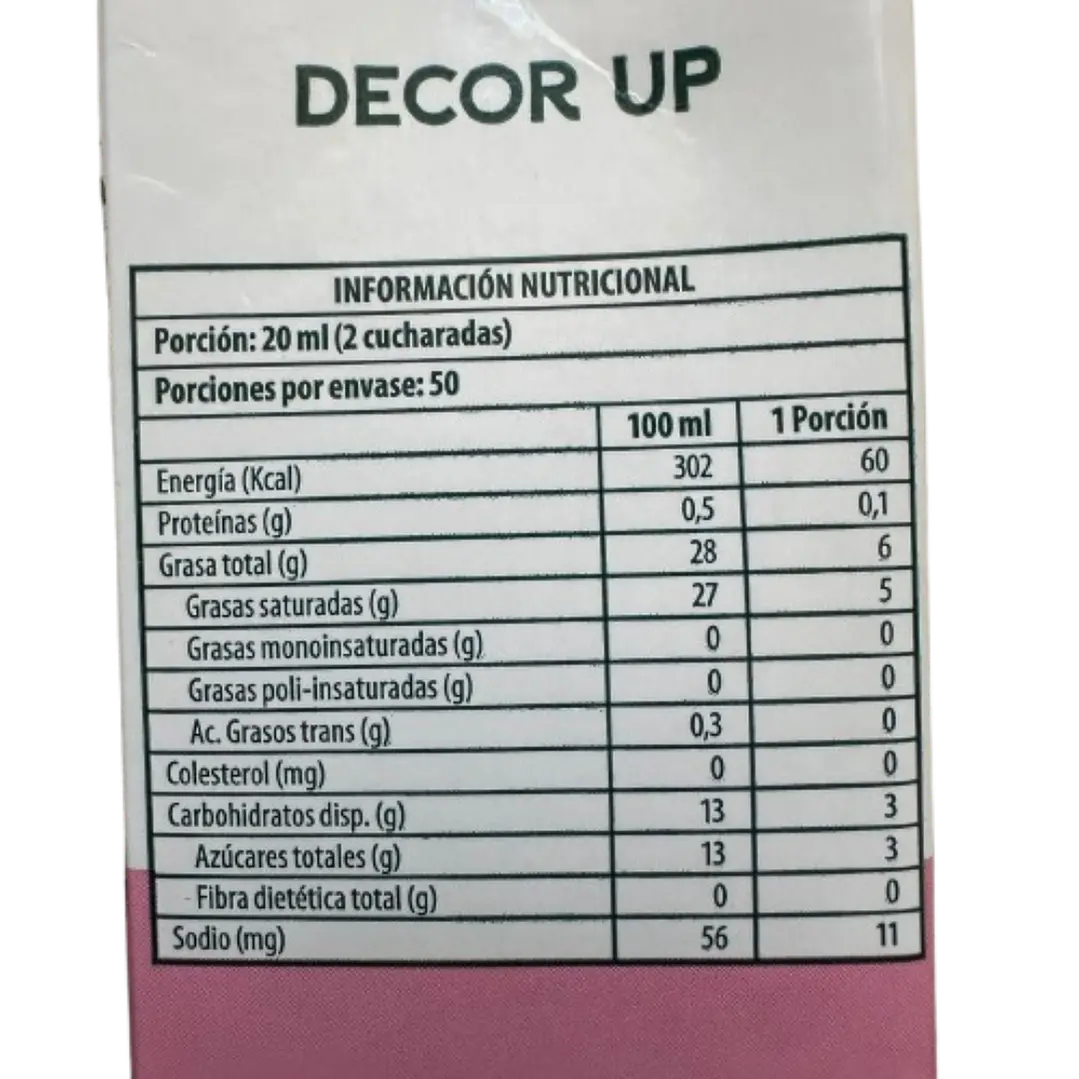 DECOR UP
INFORMACIÓN NUTRICIONAL
Porción: 20 ml (2 cucharadas)
Porciones por envase: 50
100 ml 1 Porción
Energía (Kcal) 302 60
Proteínas (g) 0,5 0,1
Grasa total (g) 28 6
Grasas saturadas (g) 27 5
Grasas monoinsaturadas (g) 0 0
Grasas poli-insaturadas (g) 0 0
Ac. Grasos trans (g) 0,3 0
Colesterol (mg) 0 0
Carbohidratos disp. (g) 13 3
Azúcares totales (g) 13 3
- Fibra dietética total (g) 0 0
Sodio (mg) 56 11